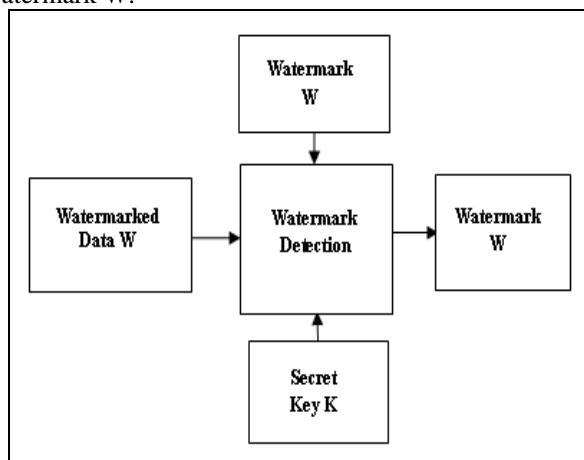 Watermark
W
Watermarked
Data W
Watermark
Detection
Watermark
W
Secret
Key K